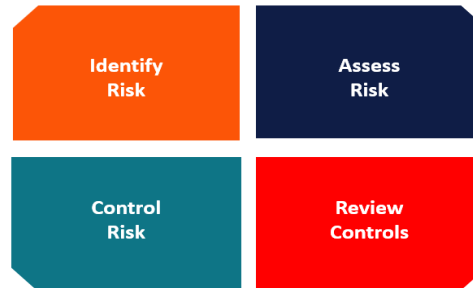 Identify
Risk
Assess
Risk
Control
Risk
Review
Controls